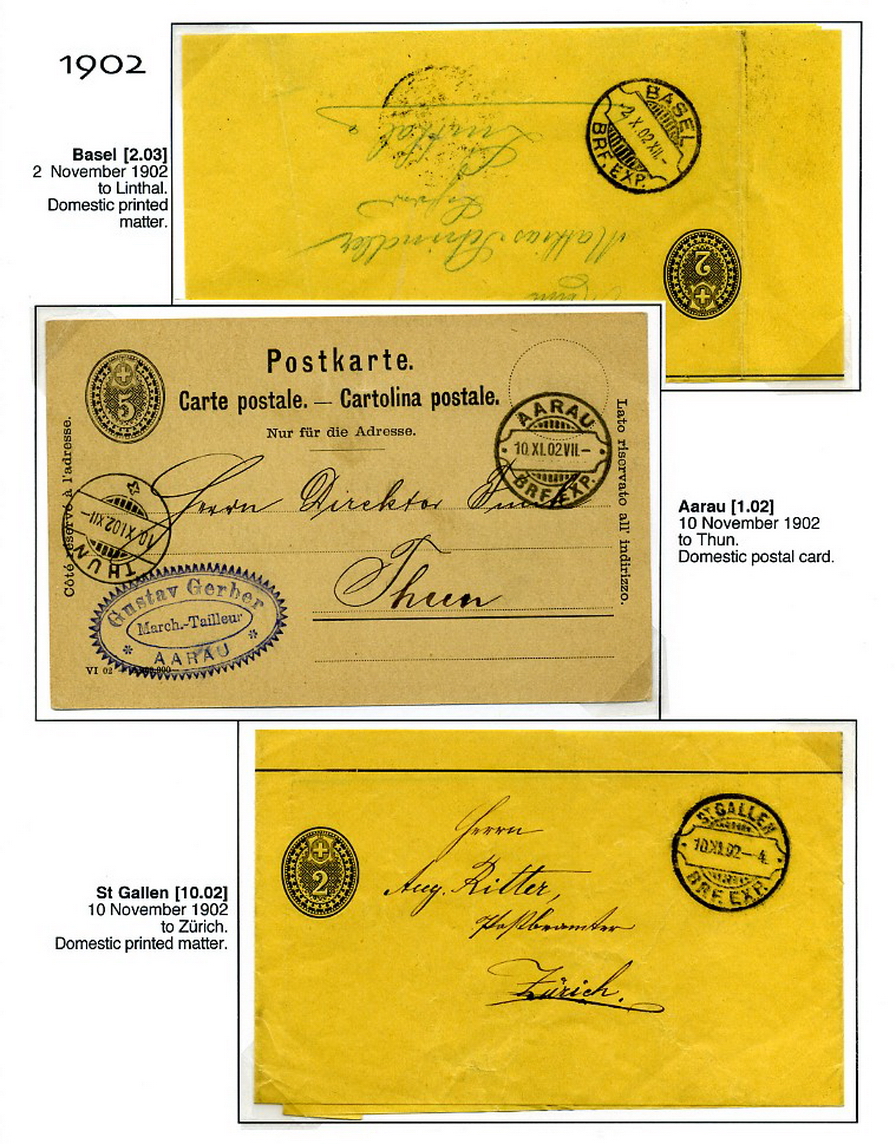 1902
Basel [2.03]
2 November 1902
to Linthal.
Domestic printed
matter.
BASEL
2.X.02.XII.-
BRF. EXP.
Linthal
Mathias Schindler
2
5
Postkarte.
Carte postale. — Cartolina postale.
Nur für die Adresse.
Côté réservé à l'adresse.
Lato riservato all' indirizzo.
AARAU
10.XI.02.VII.-
BRF. EXP.
Herrn Direktor
Thun
THUN
10.XI.02.XII-
Gustav Gerber
March.-Tailleur
* AARAU *
VI 02
Aarau [1.02]
10 November 1902
to Thun.
Domestic postal card.
St Gallen [10.02]
10 November 1902
to Zürich.
Domestic printed matter.
2
ST. GALLEN
10.XI.02.-4.
BRF. EXP.
Herrn
Aug. Ritter,
Postbeamter
Zürich.